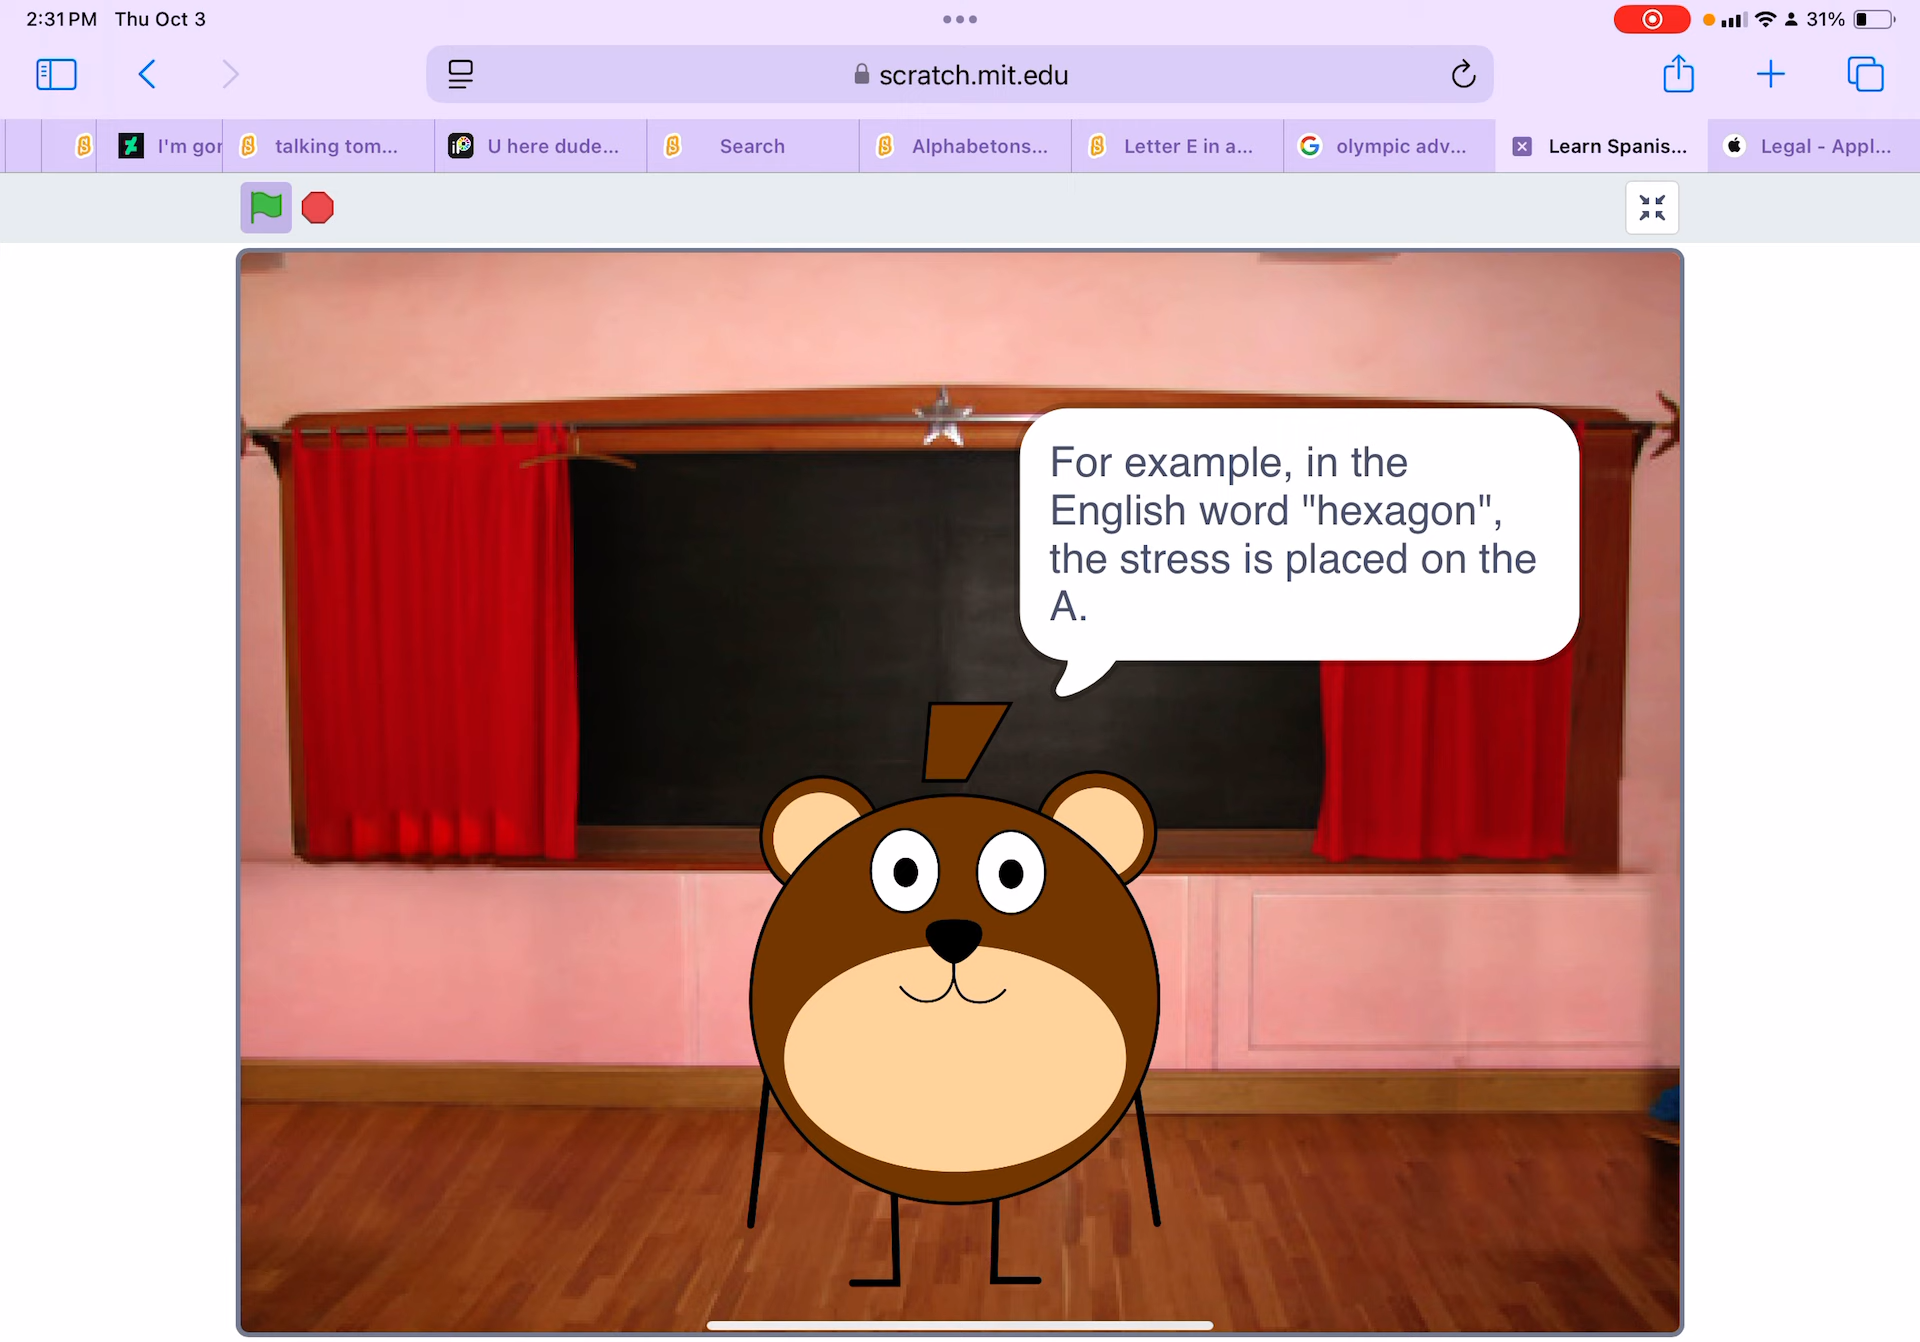 2:31 PM Thu Oct 3
31%
scratch.mit.edu
I'm gor
talking tom...
U here dude...
Search
Alphabetons...
Letter E in a...
olympic adv...
Learn Spanis...
Legal - Appl...
For example, in the
English word "hexagon",
the stress is placed on the
A.